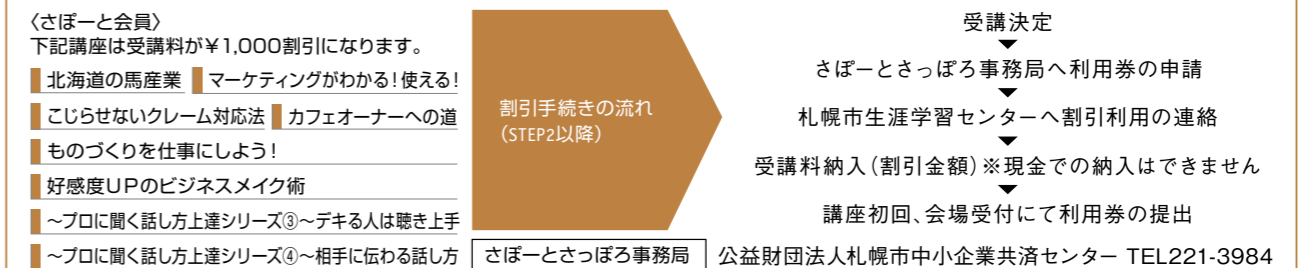 〈さぽーと会員〉
下記講座は受講料が￥1,000割引になります。
北海道の馬産業 マーケティングがわかる！使える！
こじらせないクレーム対応法 カフェオーナーへの道
ものづくりを仕事にしよう！
好感度UPのビジネスメイク術
～プロに聞く話し方上達シリーズ③～デキる人は聴き上手
～プロに聞く話し方上達シリーズ④～相手に伝わる話し方
割引手続きの流れ
（STEP2以降）
受講決定
さぽーとさっぽろ事務局へ利用券の申請
札幌市生涯学習センターへ割引利用の連絡
受講料納入（割引金額）※現金での納入はできません
講座初回、会場受付にて利用券の提出
さぽーとさっぽろ事務局 公益財団法人札幌市中小企業共済センター TEL221-3984